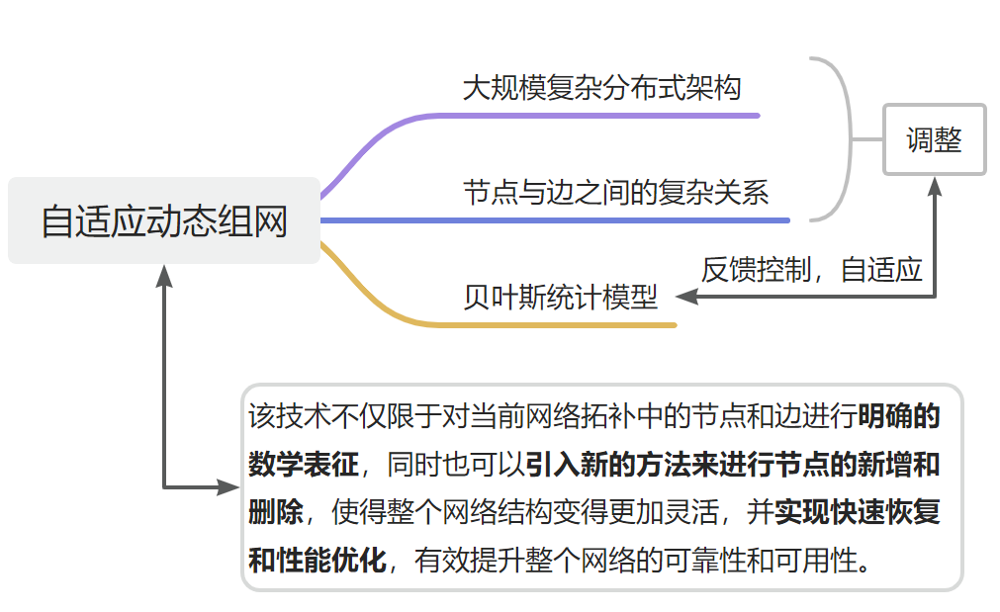 大规模复杂分布式架构
调整
节点与边之间的复杂关系
自适应动态组网
反馈控制，自适应
贝叶斯统计模型
该技术不仅限于对当前网络拓补中的节点和边进行明确的
数学表征，同时也可以引入新的方法来进行节点的新增和
删除，使得整个网络结构变得更加灵活，并实现快速恢复
和性能优化，有效提升整个网络的可靠性和可用性。